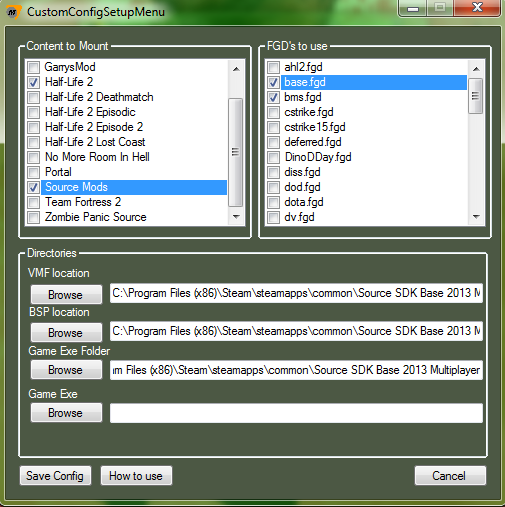 CustomConfigSetupMenu
Content to Mount
GarrysMod
Half-Life 2
Half-Life 2 Deathmatch
Half-Life 2 Episodic
Half-Life 2 Episode 2
Half-Life 2 Lost Coast
No More Room In Hell
Portal
Source Mods
Team Fortress 2
Zombie Panic Source
FGD's to use
ahl2.fgd
base.fgd
bms.fgd
cstrike.fgd
cstrike15.fgd
deferred.fgd
DinoDDay.fgd
diss.fgd
dod.fgd
dota.fgd
dv.fgd
Directories
VMF location
Browse C:\Program Files (x86)\Steam\steamapps\common\Source SDK Base 2013 M
BSP location
Browse C:\Program Files (x86)\Steam\steamapps\common\Source SDK Base 2013 M
Game Exe Folder
Browse m Files (x86)\Steam\steamapps\common\Source SDK Base 2013 Multiplayer
Game Exe
Browse
Save Config How to use Cancel